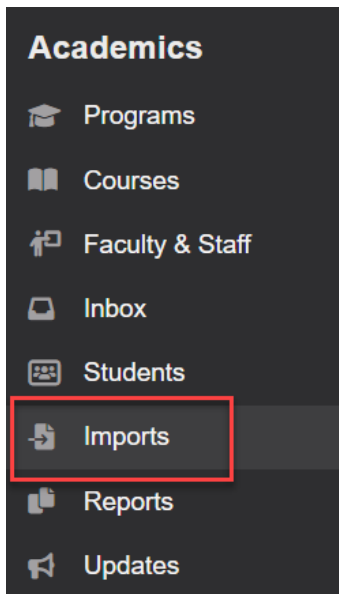 Academics
Programs
Courses
Faculty & Staff
Inbox
Students
Imports
Reports
Updates